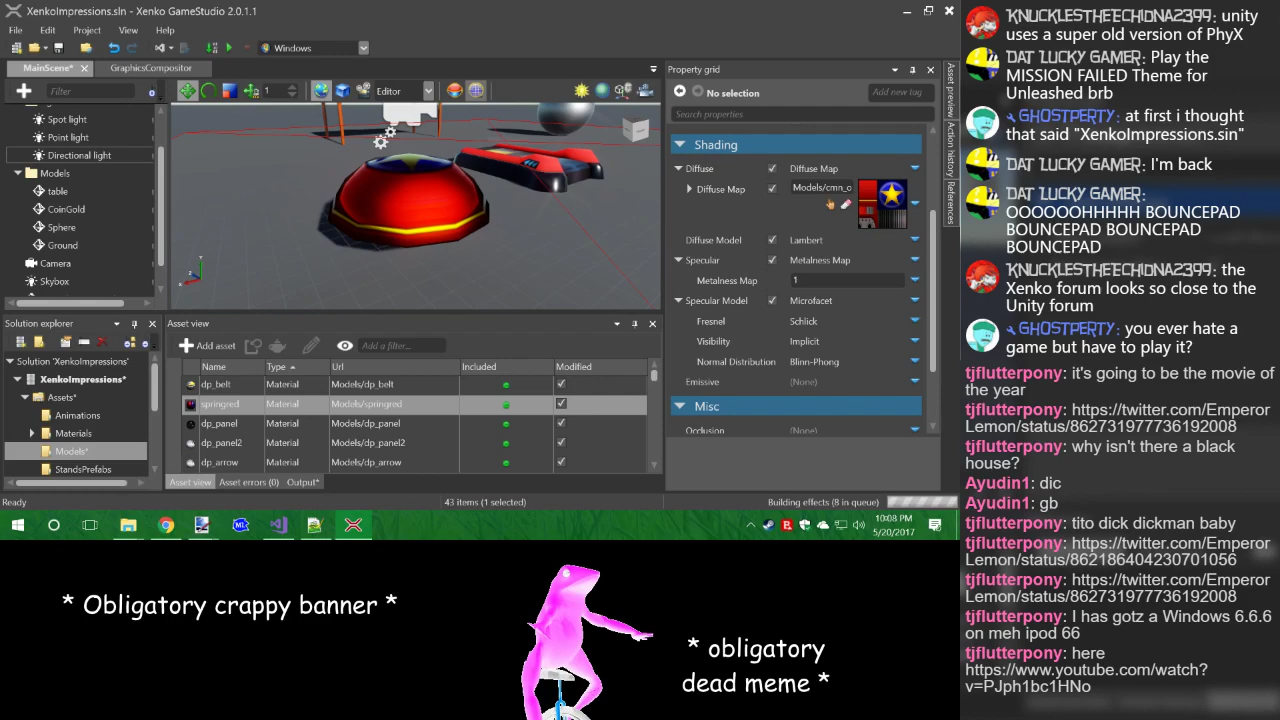 XenkoImpressions.sln - Xenko GameStudio 2.0.1.1
File Edit Project View Help
Windows
MainScene* GraphicsCompositor
Filter
1
Editor
Spot light
Point light
Directional light
Models
table
CoinGold
Sphere
Ground
Camera
Skybox
Property grid
No selection
Add new tag
Search properties
Shading
Diffuse Diffuse Map
Diffuse Map Models/cmn_o
Diffuse Model Lambert
Specular Metalness Map
Metalness Map 1
Specular Model Microfacet
Fresnel Schlick
Visibility Implicit
Normal Distribution Blinn-Phong
Emissive (None)
Misc
Occlusion (None)
Asset preview
Action history
References
Solution explorer
Solution 'XenkoImpressions'
XenkoImpressions*
Assets*
Animations
Materials
Models*
StandsPrefabs
Asset view
Add asset
Add a filter...
Name Type Url Included Modified
dp_belt Material Models/dp_belt
springred Material Models/springred
dp_panel Material Models/dp_panel
dp_panel2 Material Models/dp_panel2
dp_arrow Material Models/dp_arrow
Asset view Asset errors (0) Output*
Ready 43 items (1 selected) Building effects (8 in queue)
10:08 PM
5/20/2017
* Obligatory crappy banner *
* obligatory
dead meme *
KNUCKLESTHEECHIDNA2399: unity
uses a super old version of PhyX
DAT LUCKY GAMER: Play the
MISSION FAILED Theme for
Unleashed brb
GHOSTPERTY: at first i thought
that said "XenkoImpressions.sin"
DAT LUCKY GAMER: I'm back
DAT LUCKY GAMER:
OOOOOOHHHHH BOUNCEPAD
BOUNCEPAD BOUNCEPAD
BOUNCEPAD
KNUCKLESTHEECHIDNA2399: the
Xenko forum looks so close to the
Unity forum
GHOSTPERTY: you ever hate a
game but have to play it?
tjflutterpony: it's going to be the movie of
the year
tjflutterpony: https://twitter.com/Emperor
Lemon/status/862731977736192008
tjflutterpony: why isn't there a black
house?
Ayudin1: dic
Ayudin1: gb
tjflutterpony: tito dick dickman baby
tjflutterpony: https://twitter.com/Emperor
Lemon/status/862186404230701056
tjflutterpony: https://twitter.com/Emperor
Lemon/status/862731977736192008
tjflutterpony: I has gotz a Windows 6.6.6
on meh ipod 66
tjflutterpony: here
https://www.youtube.com/watch?
v=PJph1bc1HNo